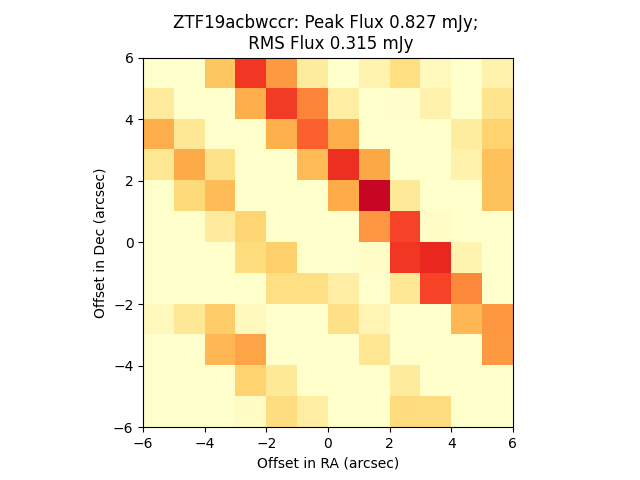 ZTF19acbwccr: Peak Flux 0.827 mJy;
RMS Flux 0.315 mJy
6
4
2
0
−2
−4
−6
Offset in Dec (arcsec)
−6 −4 −2 0 2 4 6
Offset in RA (arcsec)